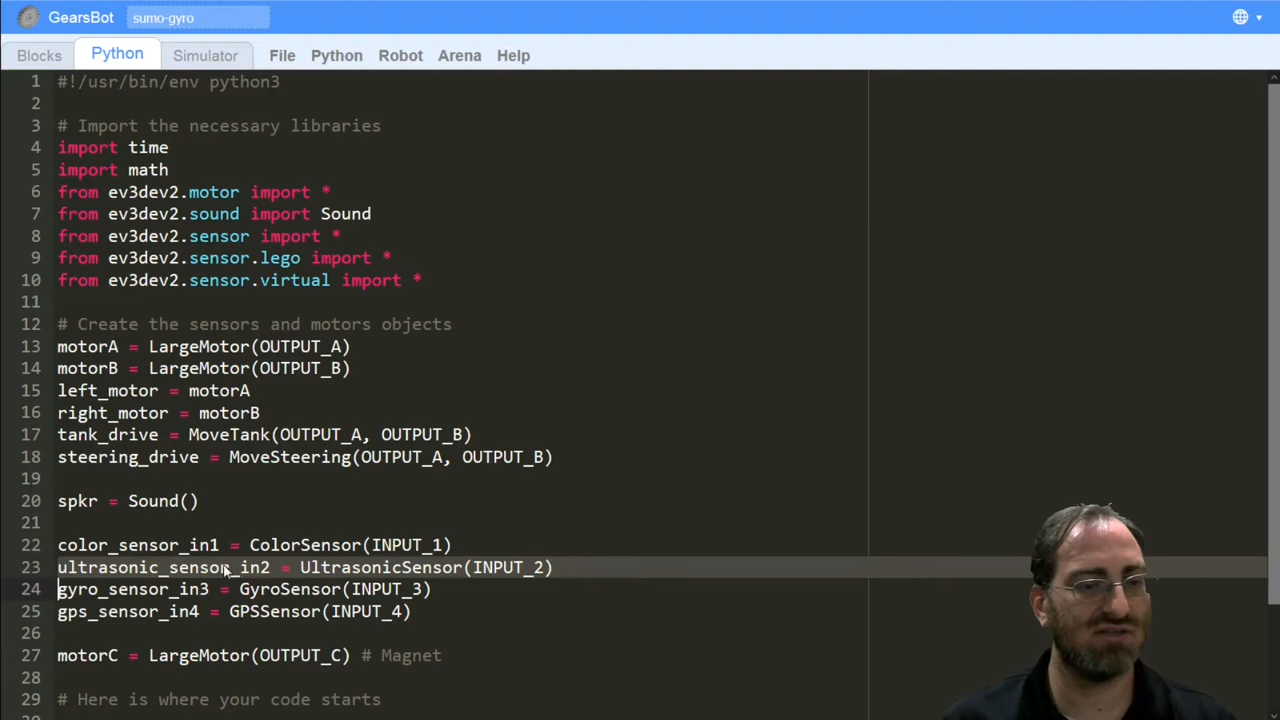 GearsBot sumo-gyro
Blocks Python Simulator File Python Robot Arena Help
1 #!/usr/bin/env python3
2
3 # Import the necessary libraries
4 import time
5 import math
6 from ev3dev2.motor import *
7 from ev3dev2.sound import Sound
8 from ev3dev2.sensor import *
9 from ev3dev2.sensor.lego import *
10 from ev3dev2.sensor.virtual import *
11
12 # Create the sensors and motors objects
13 motorA = LargeMotor(OUTPUT_A)
14 motorB = LargeMotor(OUTPUT_B)
15 left_motor = motorA
16 right_motor = motorB
17 tank_drive = MoveTank(OUTPUT_A, OUTPUT_B)
18 steering_drive = MoveSteering(OUTPUT_A, OUTPUT_B)
19
20 spkr = Sound()
21
22 color_sensor_in1 = ColorSensor(INPUT_1)
23 ultrasonic_sensor_in2 = UltrasonicSensor(INPUT_2)
24 gyro_sensor_in3 = GyroSensor(INPUT_3)
25 gps_sensor_in4 = GPSSensor(INPUT_4)
26
27 motorC = LargeMotor(OUTPUT_C) # Magnet
28
29 # Here is where your code starts